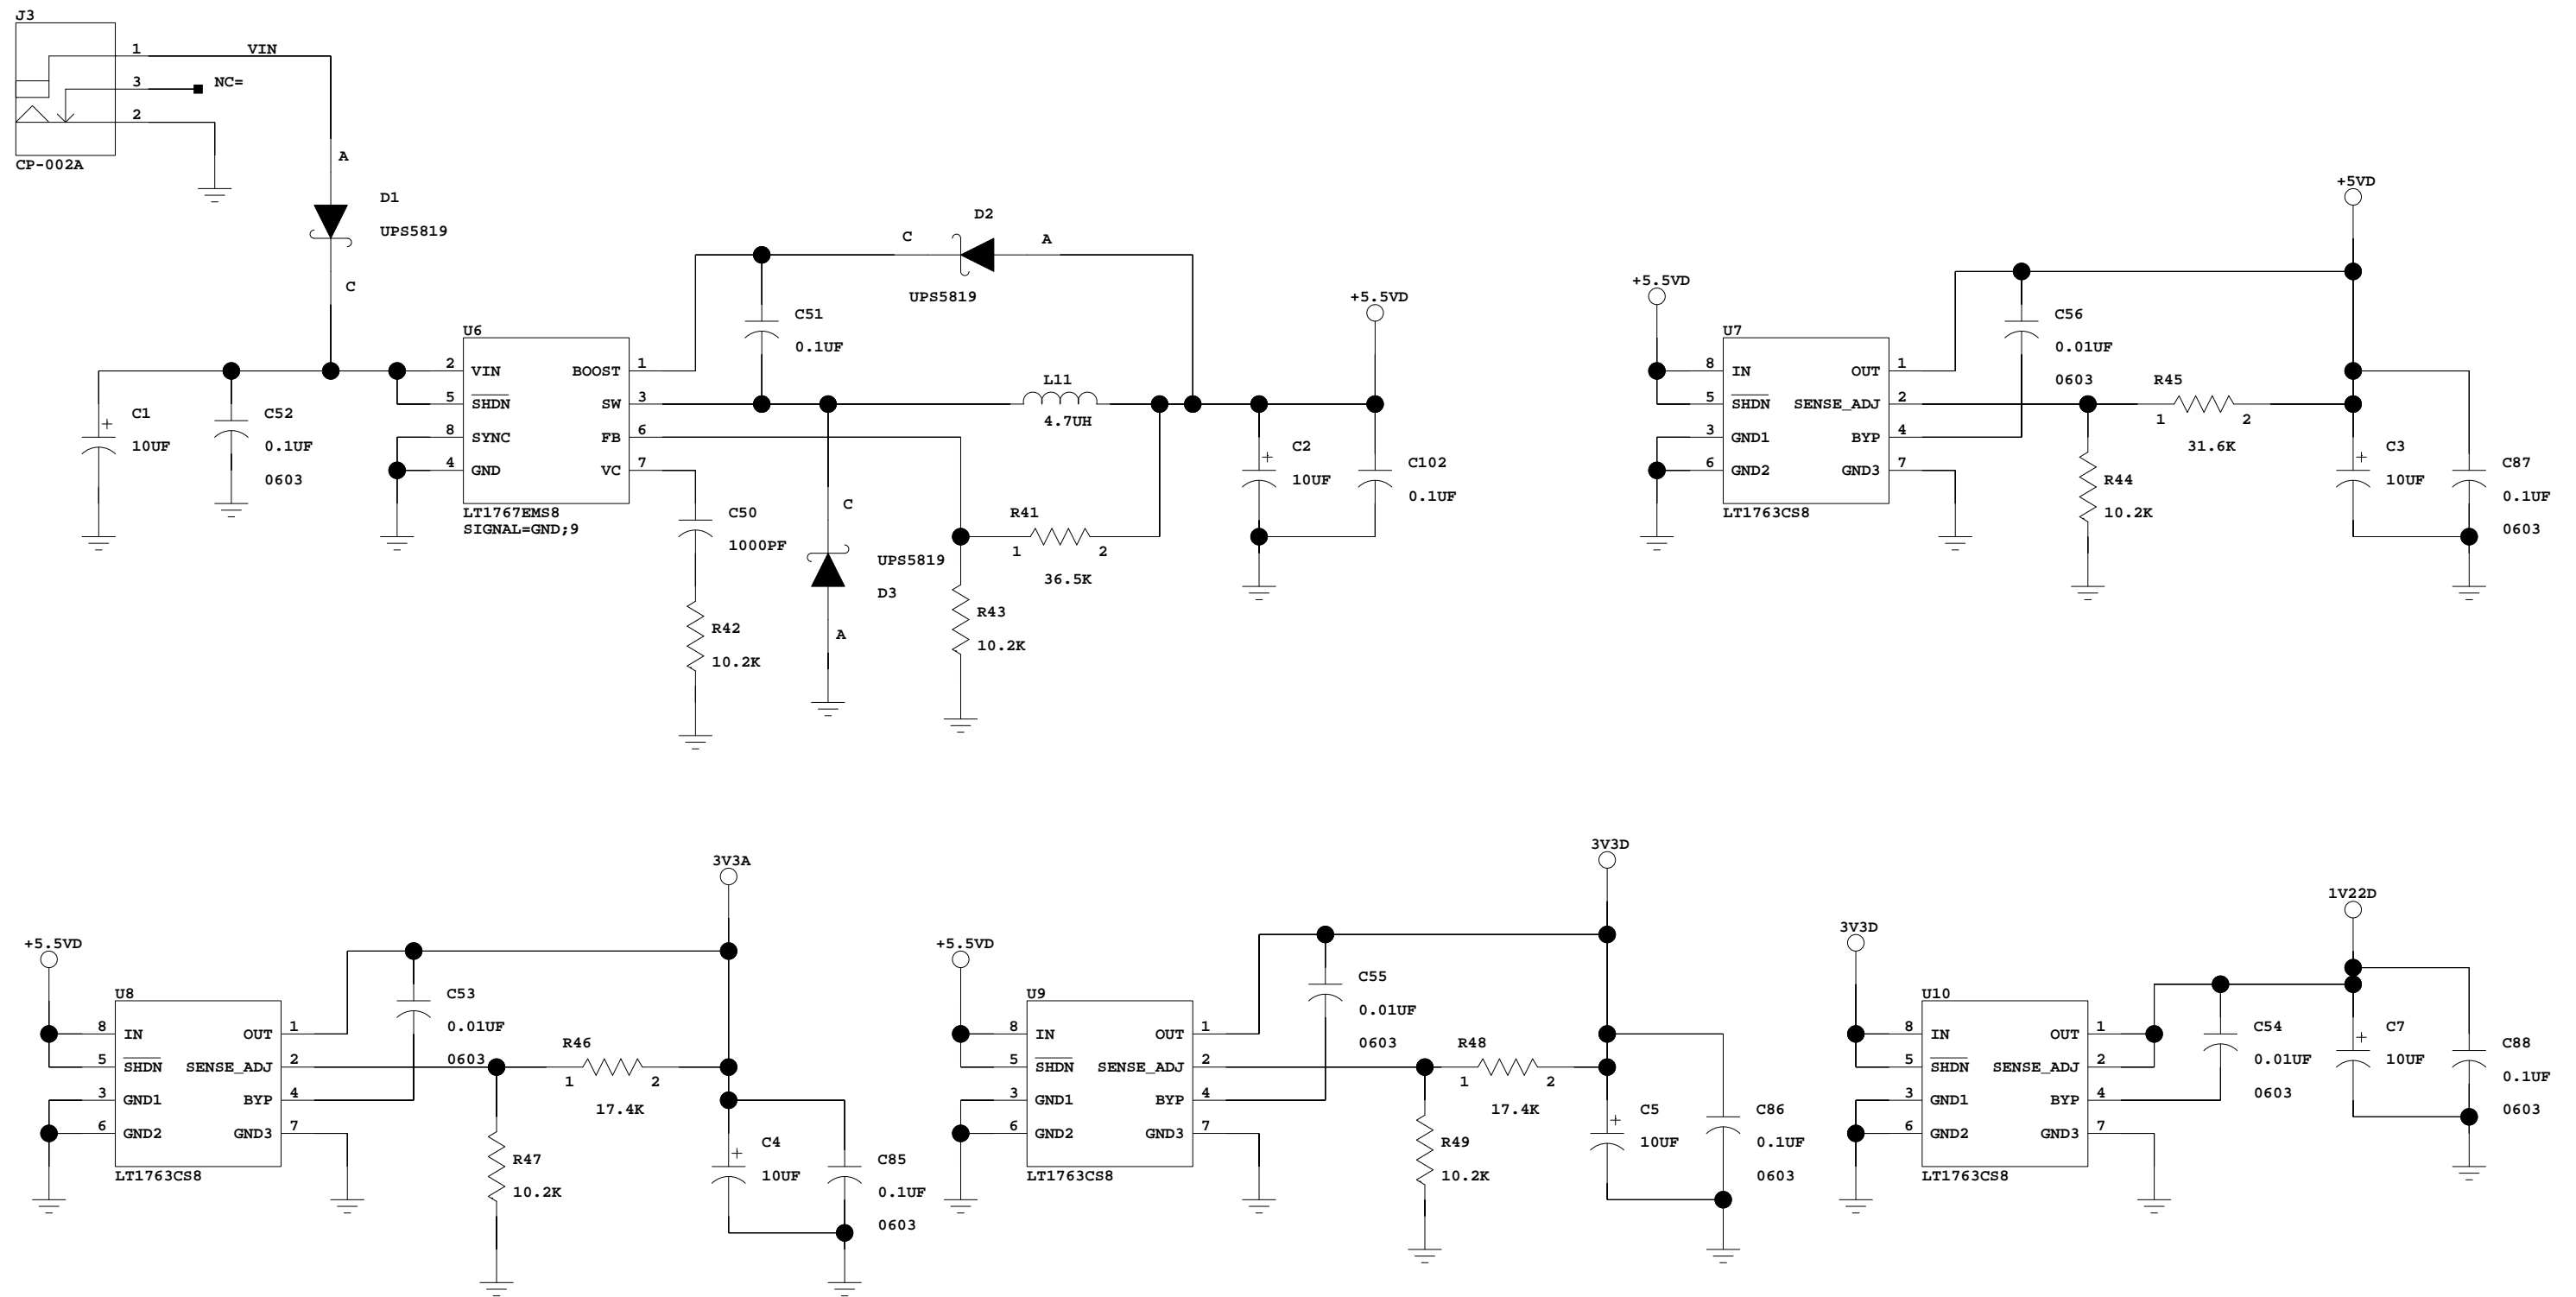 J3
1
VIN
3
NC=
2
CP-002A
A
D1
UPS5819
C
C1
+
10UF
C52
0.1UF
0603
U6
2
VIN
BOOST
1
5
SHDN
SW
3
8
SYNC
FB
6
4
GND
VC
7
LT1767EMS8
SIGNAL=GND;9
C51
0.1UF
C
D2
A
UPS5819
L11
4.7UH
C50
1000PF
R42
10.2K
C
UPS5819
D3
A
R41
1
2
36.5K
R43
10.2K
+5.5VD
C2
+
10UF
C102
0.1UF
+5.5VD
U7
8
IN
OUT
1
5
SHDN
SENSE_ADJ
2
3
GND1
BYP
4
6
GND2
GND3
7
LT1763CS8
C56
0.01UF
0603
R45
1
2
31.6K
R44
10.2K
+5VD
C3
+
10UF
C87
0.1UF
0603
+5.5VD
U8
8
IN
OUT
1
5
SHDN
SENSE_ADJ
2
3
GND1
BYP
4
6
GND2
GND3
7
LT1763CS8
C53
0.01UF
0603
R46
1
2
17.4K
R47
10.2K
3V3A
C4
+
10UF
C85
0.1UF
0603
+5.5VD
U9
8
IN
OUT
1
5
SHDN
SENSE_ADJ
2
3
GND1
BYP
4
6
GND2
GND3
7
LT1763CS8
C55
0.01UF
0603
R48
1
2
17.4K
R49
10.2K
3V3D
C5
+
10UF
C86
0.1UF
0603
3V3D
U10
8
IN
OUT
1
5
SHDN
SENSE_ADJ
2
3
GND1
BYP
4
6
GND2
GND3
7
LT1763CS8
C54
0.01UF
0603
1V22D
C7
+
10UF
C88
0.1UF
0603